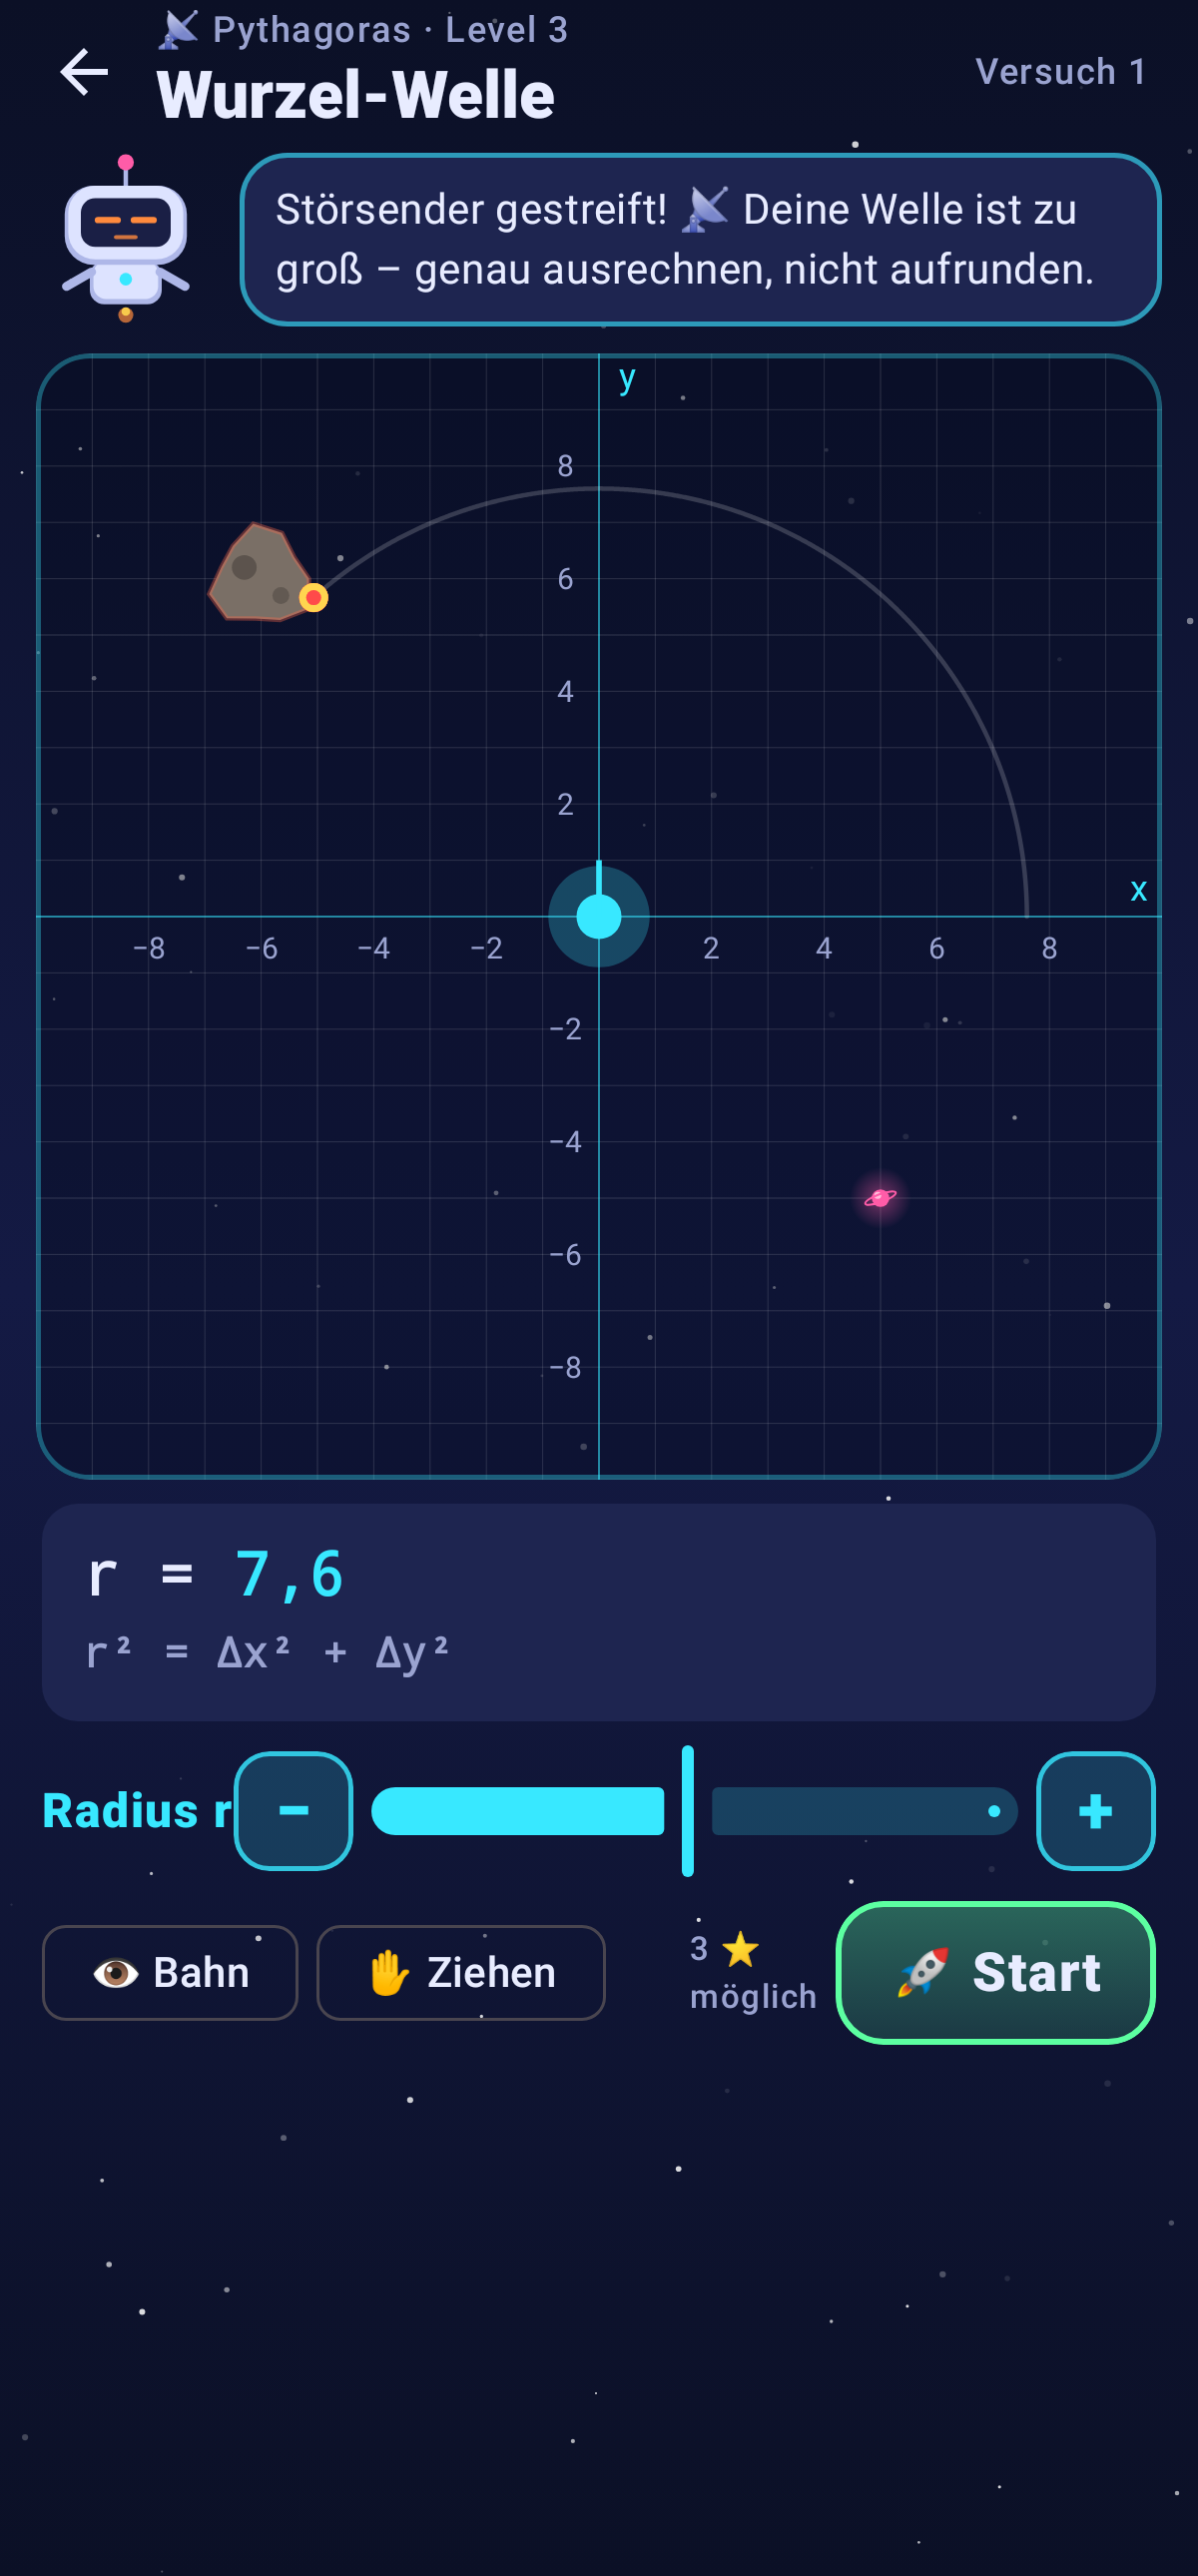 Pythagoras · Level 3
Wurzel-Welle
Versuch 1
Störsender gestreift! 📡 Deine Welle ist zu
groß – genau ausrechnen, nicht aufrunden.
y
8
6
4
2
x
−8 −6 −4 −2 2 4 6 8
−2
−4
−6
−8
r = 7,6
r² = Δx² + Δy²
Radius r − +
👁 Bahn
✋ Ziehen
3 ⭐
möglich
🚀 Start